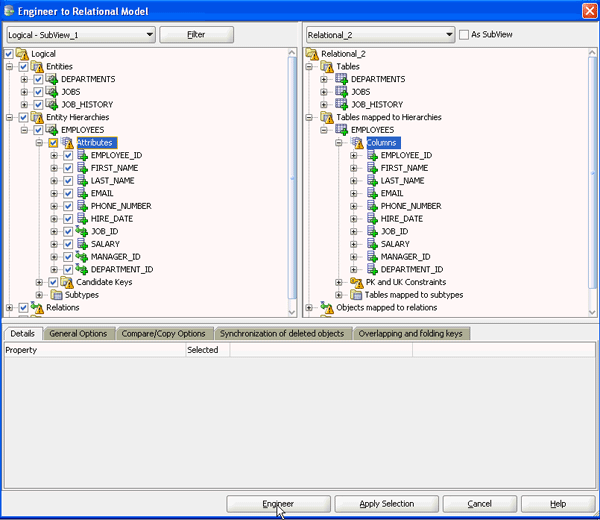 Engineer to Relational Model
Logical - SubView_1
Filter
Relational_2
As SubView
Logical
Entities
DEPARTMENTS
JOBS
JOB_HISTORY
Entity Hierarchies
EMPLOYEES
Attributes
EMPLOYEE_ID
FIRST_NAME
LAST_NAME
EMAIL
PHONE_NUMBER
HIRE_DATE
JOB_ID
SALARY
MANAGER_ID
DEPARTMENT_ID
Candidate Keys
Subtypes
Relations
Relational_2
Tables
DEPARTMENTS
JOBS
JOB_HISTORY
Tables mapped to Hierarchies
EMPLOYEES
Columns
EMPLOYEE_ID
FIRST_NAME
LAST_NAME
EMAIL
PHONE_NUMBER
HIRE_DATE
JOB_ID
SALARY
MANAGER_ID
DEPARTMENT_ID
PK and UK Constraints
Tables mapped to subtypes
Objects mapped to relations
Details
General Options
Compare/Copy Options
Synchronization of deleted objects
Overlapping and folding keys
Property
Selected
Engineer
Apply Selection
Cancel
Help